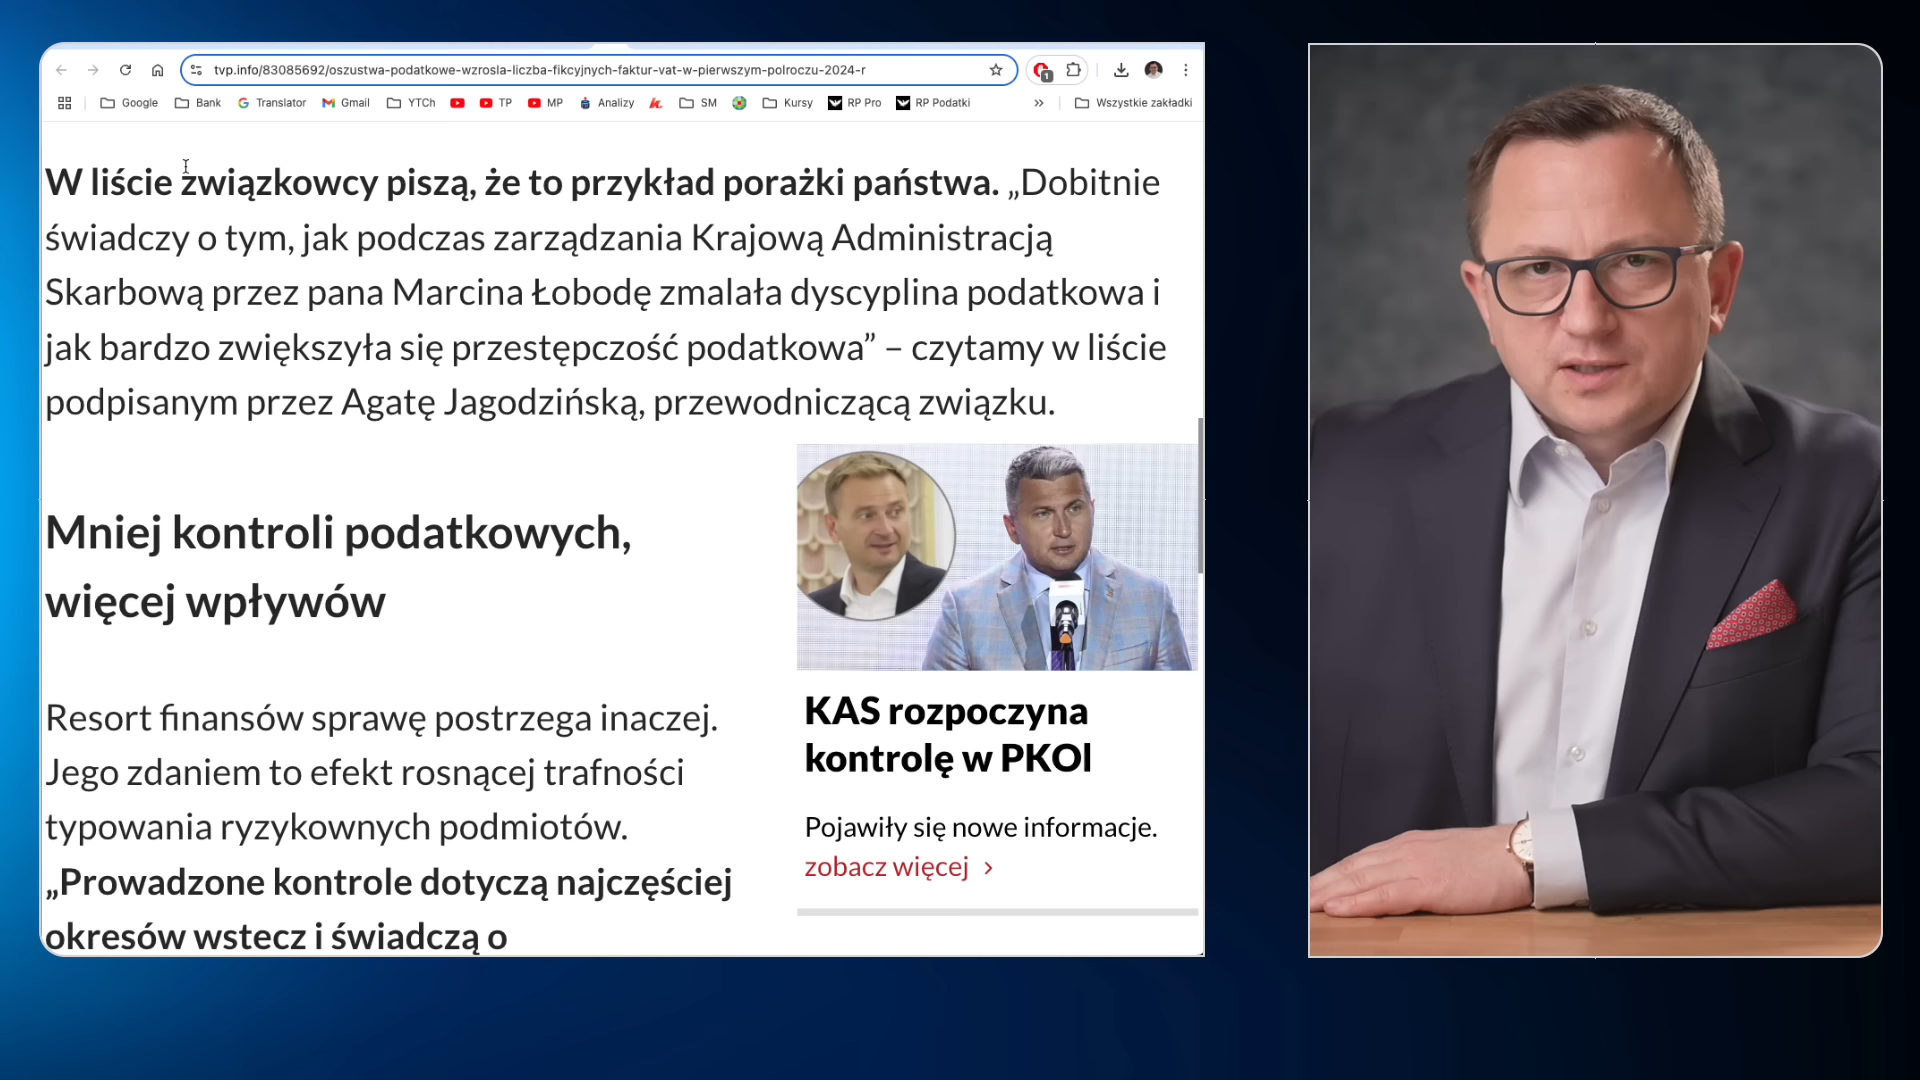 tvp.info/83085692/oszustwa-podatkowe-wzrosla-liczba-fikcyjnych-faktur-vat-w-pierwszym-polroczu-2024-r
1
Google Bank Translator Gmail YTCh TP MP Analizy SM Kursy RP Pro RP Podatki » Wszystkie zakładki
W liście związkowcy piszą, że to przykład porażki państwa. „Dobitnie
świadczy o tym, jak podczas zarządzania Krajową Administracją
Skarbową przez pana Marcina Łobodę zmalała dyscyplina podatkowa i
jak bardzo zwiększyła się przestępczość podatkowa” – czytamy w liście
podpisanym przez Agatę Jagodzińską, przewodniczącą związku.
Mniej kontroli podatkowych,
więcej wpływów
Resort finansów sprawę postrzega inaczej.
Jego zdaniem to efekt rosnącej trafności
typowania ryzykownych podmiotów.
„Prowadzone kontrole dotyczą najczęściej
okresów wstecz i świadczą o
KAS rozpoczyna
kontrolę w PKOl
Pojawiły się nowe informacje.
zobacz więcej ›